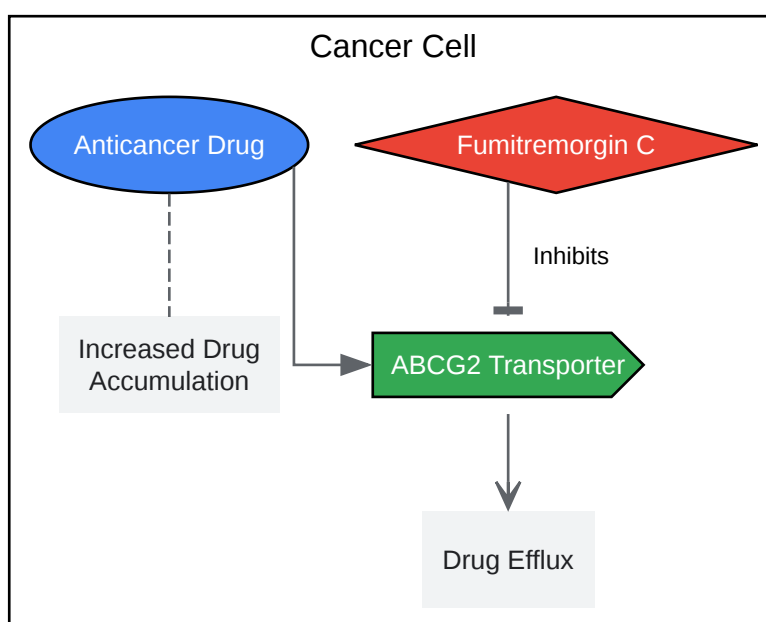 Cancer Cell
Anticancer Drug
Fumitremorgin C
Inhibits
Increased Drug
Accumulation
ABCG2 Transporter
Drug Efflux